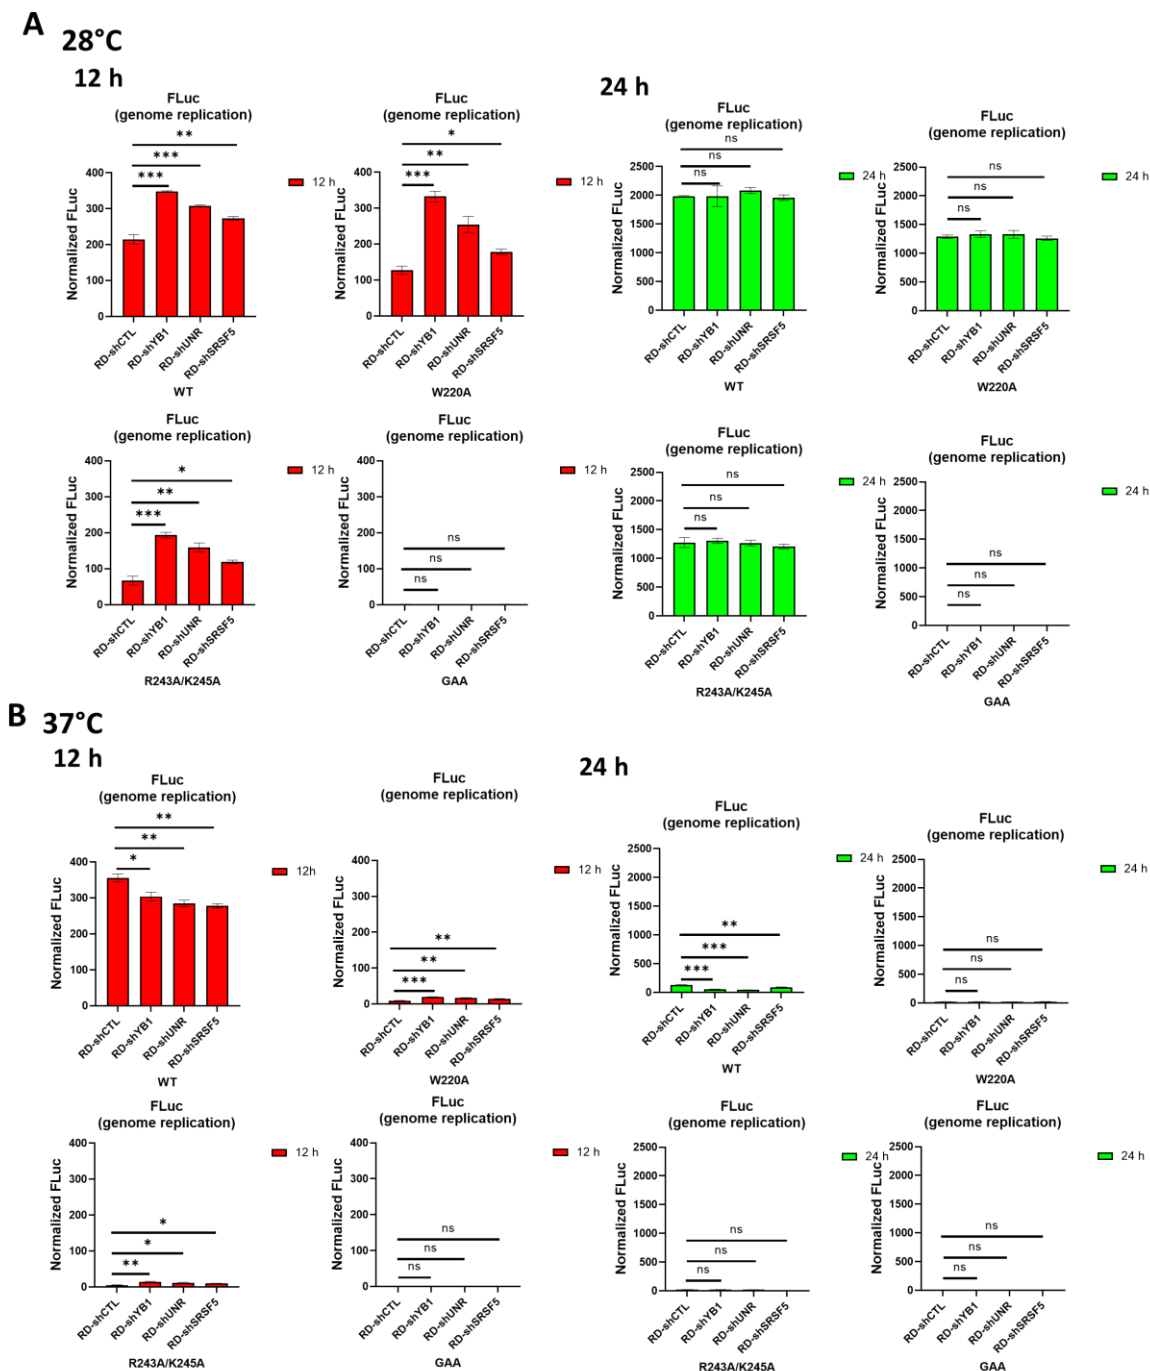 A 28°C
12 h
24 h
FLuc
(genome replication)
**
***
***
Normalized FLuc
400
300
200
100
0
12 h
RD-shCTL
RD-shYB1
RD-shUNR
RD-shSRSF5
WT
FLuc
(genome replication)
*
**
***
Normalized FLuc
400
300
200
100
0
12 h
RD-shCTL
RD-shYB1
RD-shUNR
RD-shSRSF5
W220A
FLuc
(genome replication)
ns
ns
ns
Normalized FLuc
2500
2000
1500
1000
500
0
24 h
RD-shCTL
RD-shYB1
RD-shUNR
RD-shSRSF5
WT
FLuc
(genome replication)
ns
ns
ns
Normalized FLuc
2500
2000
1500
1000
500
0
24 h
RD-shCTL
RD-shYB1
RD-shUNR
RD-shSRSF5
W220A
FLuc
(genome replication)
*
**
***
Normalized FLuc
400
300
200
100
0
12 h
RD-shCTL
RD-shYB1
RD-shUNR
RD-shSRSF5
R243A/K245A
FLuc
(genome replication)
ns
ns
ns
Normalized FLuc
400
300
200
100
0
12 h
RD-shCTL
RD-shYB1
RD-shUNR
RD-shSRSF5
GAA
FLuc
(genome replication)
ns
ns
ns
Normalized FLuc
2500
2000
1500
1000
500
0
24 h
RD-shCTL
RD-shYB1
RD-shUNR
RD-shSRSF5
R243A/K245A
FLuc
(genome replication)
ns
ns
ns
Normalized FLuc
2500
2000
1500
1000
500
0
24 h
RD-shCTL
RD-shYB1
RD-shUNR
RD-shSRSF5
GAA
B 37°C
12 h
24 h
FLuc
(genome replication)
**
**
*
Normalized FLuc
400
300
200
100
0
12h
RD-shCTL
RD-shYB1
RD-shUNR
RD-shSRSF5
WT
FLuc
(genome replication)
**
**
***
Normalized FLuc
400
300
200
100
0
12 h
RD-shCTL
RD-shYB1
RD-shUNR
RD-shSRSF5
W220A
FLuc
(genome replication)
**
***
***
Normalized FLuc
2500
2000
1500
1000
500
0
24 h
RD-shCTL
RD-shYB1
RD-shUNR
RD-shSRSF5
WT
FLuc
(genome replication)
ns
ns
ns
Normalized FLuc
2500
2000
1500
1000
500
0
24 h
RD-shCTL
RD-shYB1
RD-shUNR
RD-shSRSF5
W220A
FLuc
(genome replication)
*
*
**
Normalized FLuc
400
300
200
100
0
12 h
RD-shCTL
RD-shYB1
RD-shUNR
RD-shSRSF5
R243A/K245A
FLuc
(genome replication)
ns
ns
ns
Normalized FLuc
400
300
200
100
0
12 h
RD-shCTL
RD-shYB1
RD-shUNR
RD-shSRSF5
GAA
FLuc
(genome replication)
ns
ns
ns
Normalized FLuc
2500
2000
1500
1000
500
0
24 h
RD-shCTL
RD-shYB1
RD-shUNR
RD-shSRSF5
R243A/K245A
FLuc
(genome replication)
ns
ns
ns
Normalized FLuc
2500
2000
1500
1000
500
0
24 h
RD-shCTL
RD-shYB1
RD-shUNR
RD-shSRSF5
GAA